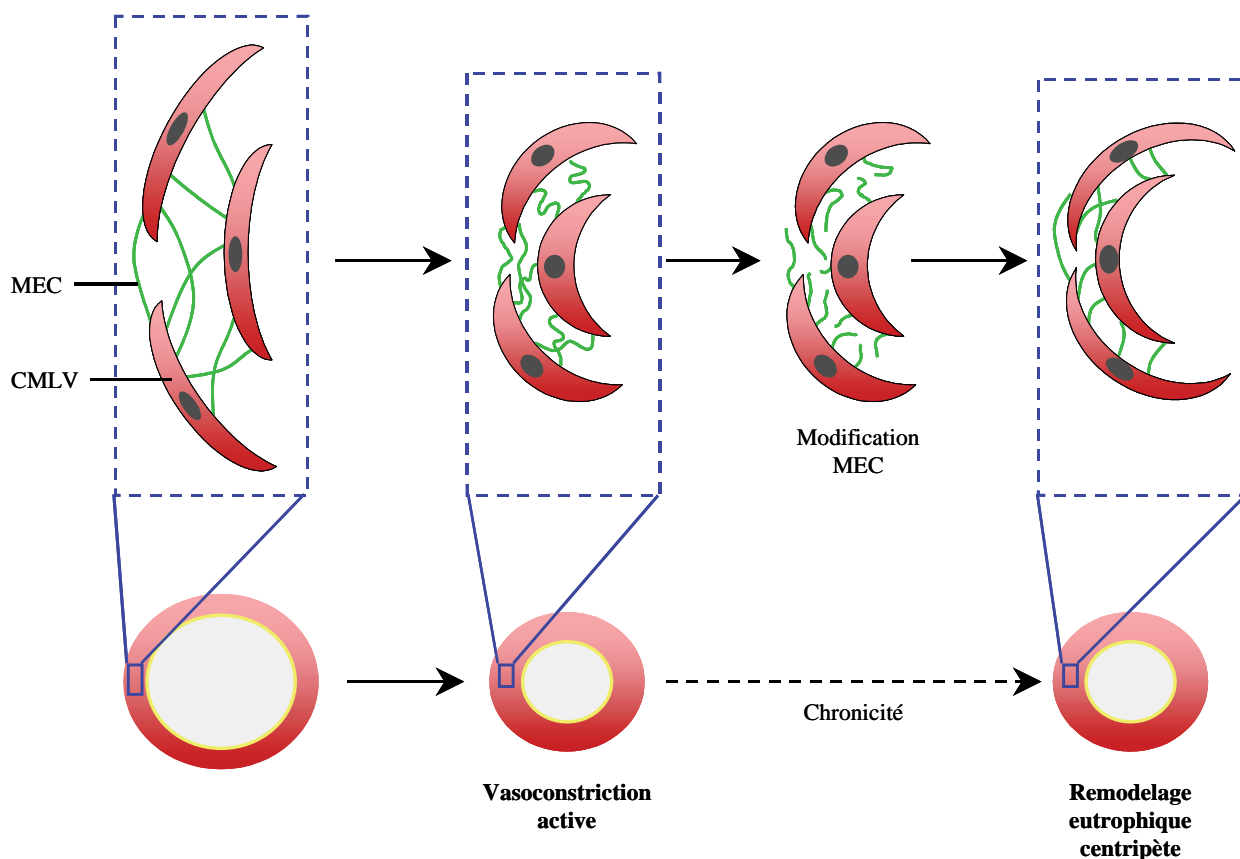 MEC
CMLV
Modification
MEC
Chronicité
Vasoconstriction
active
Remodelage
eutrophique
centripète